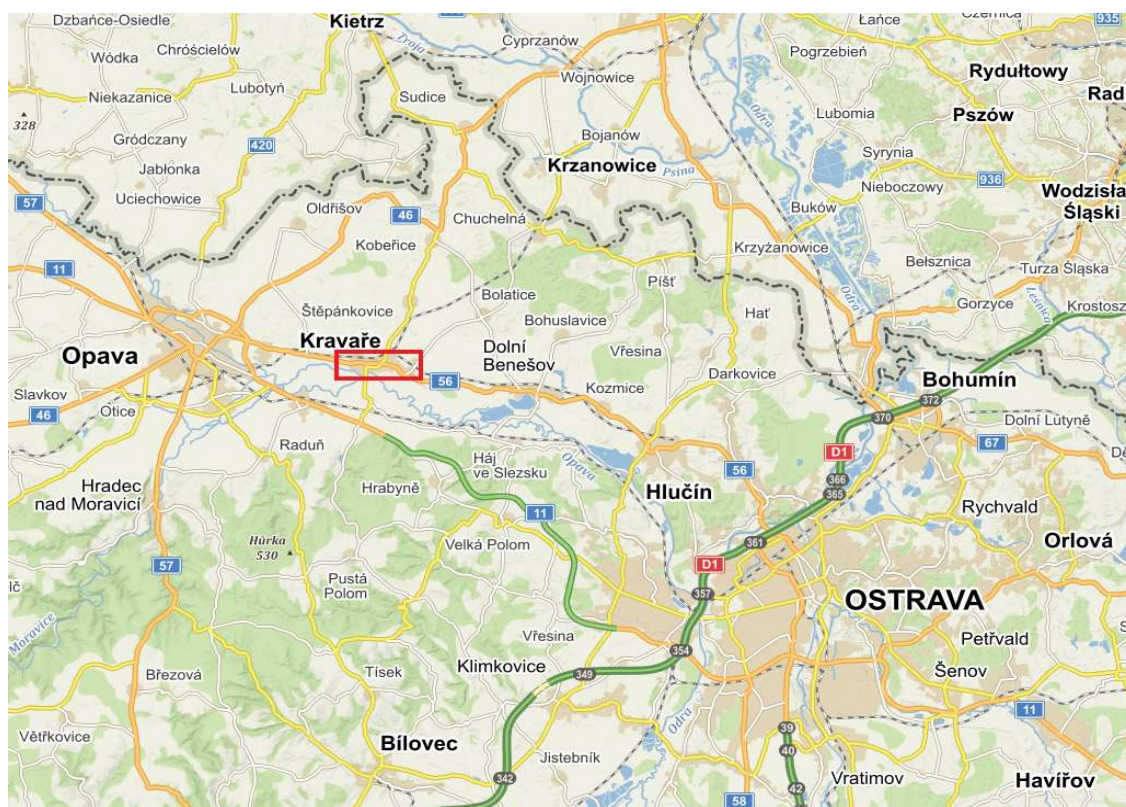 Dzbańce-Osiedle
Kietrz
Cyprzanów
Łańce
935
Wódka
Chróścielów
Troja
Pogrzebień
Niekazanice
Lubotyń
Wojnowice
Rydułtowy
Sudice
328
Odra
Lubomia
Pszów
Rad
Gródczany
420
Bojanów
Jabłonka
Krzanowice
Syrynia
57
Uciechowice
Psina
Nieboczowy
936
Wodzisła
Śląski
Oldřišov
46
Chuchelná
Buków
Kobeřice
Krzyżanowice
Bełsznica
11
Píšť
Turza Śląska
Bolatice
Odra
Leśnica
Štěpánkovice
Hať
Gorzyce
Krostosz
Bohuslavice
Kravaře
Opava
Dolní
Benešov
Vřesina
Darkovice
56
Bohumín
Slavkov
Kozmice
372
46
Otice
370
Dolní Lutyně
Raduň
67
D1
Háj
ve Slezsku
Opava
56
Hradec
nad Moravicí
Hrabyně
Hlučín
366
365
Rychvald
11
Hůrka
530
Velká Polom
361
Orlová
57
D1
Pustá
Polom
357
OSTRAVA
Moravice
Vřesina
Petřvald
354
Březová
Tísek
Klimkovice
349
Šenov
11
Větřkovice
Bílovec
Odra
39
Jistebník
40
342
Vratimov
Havířov
42
58